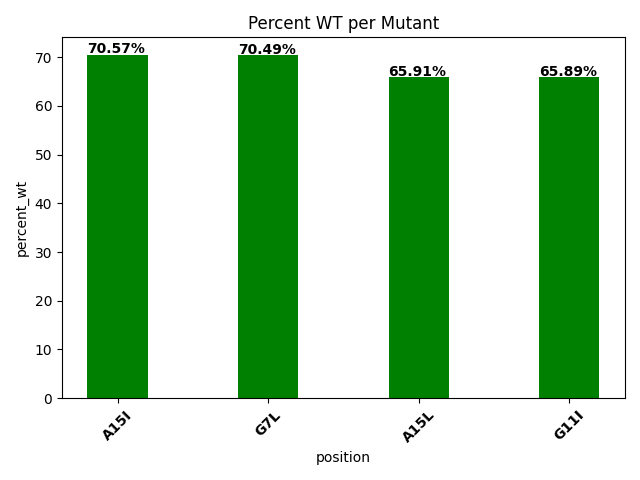 Percent WT per Mutant
70.57%
70.49%
65.91%
65.89%
percent_wt
70
60
50
40
30
20
10
0
A15I
G7L
A15L
G11I
position